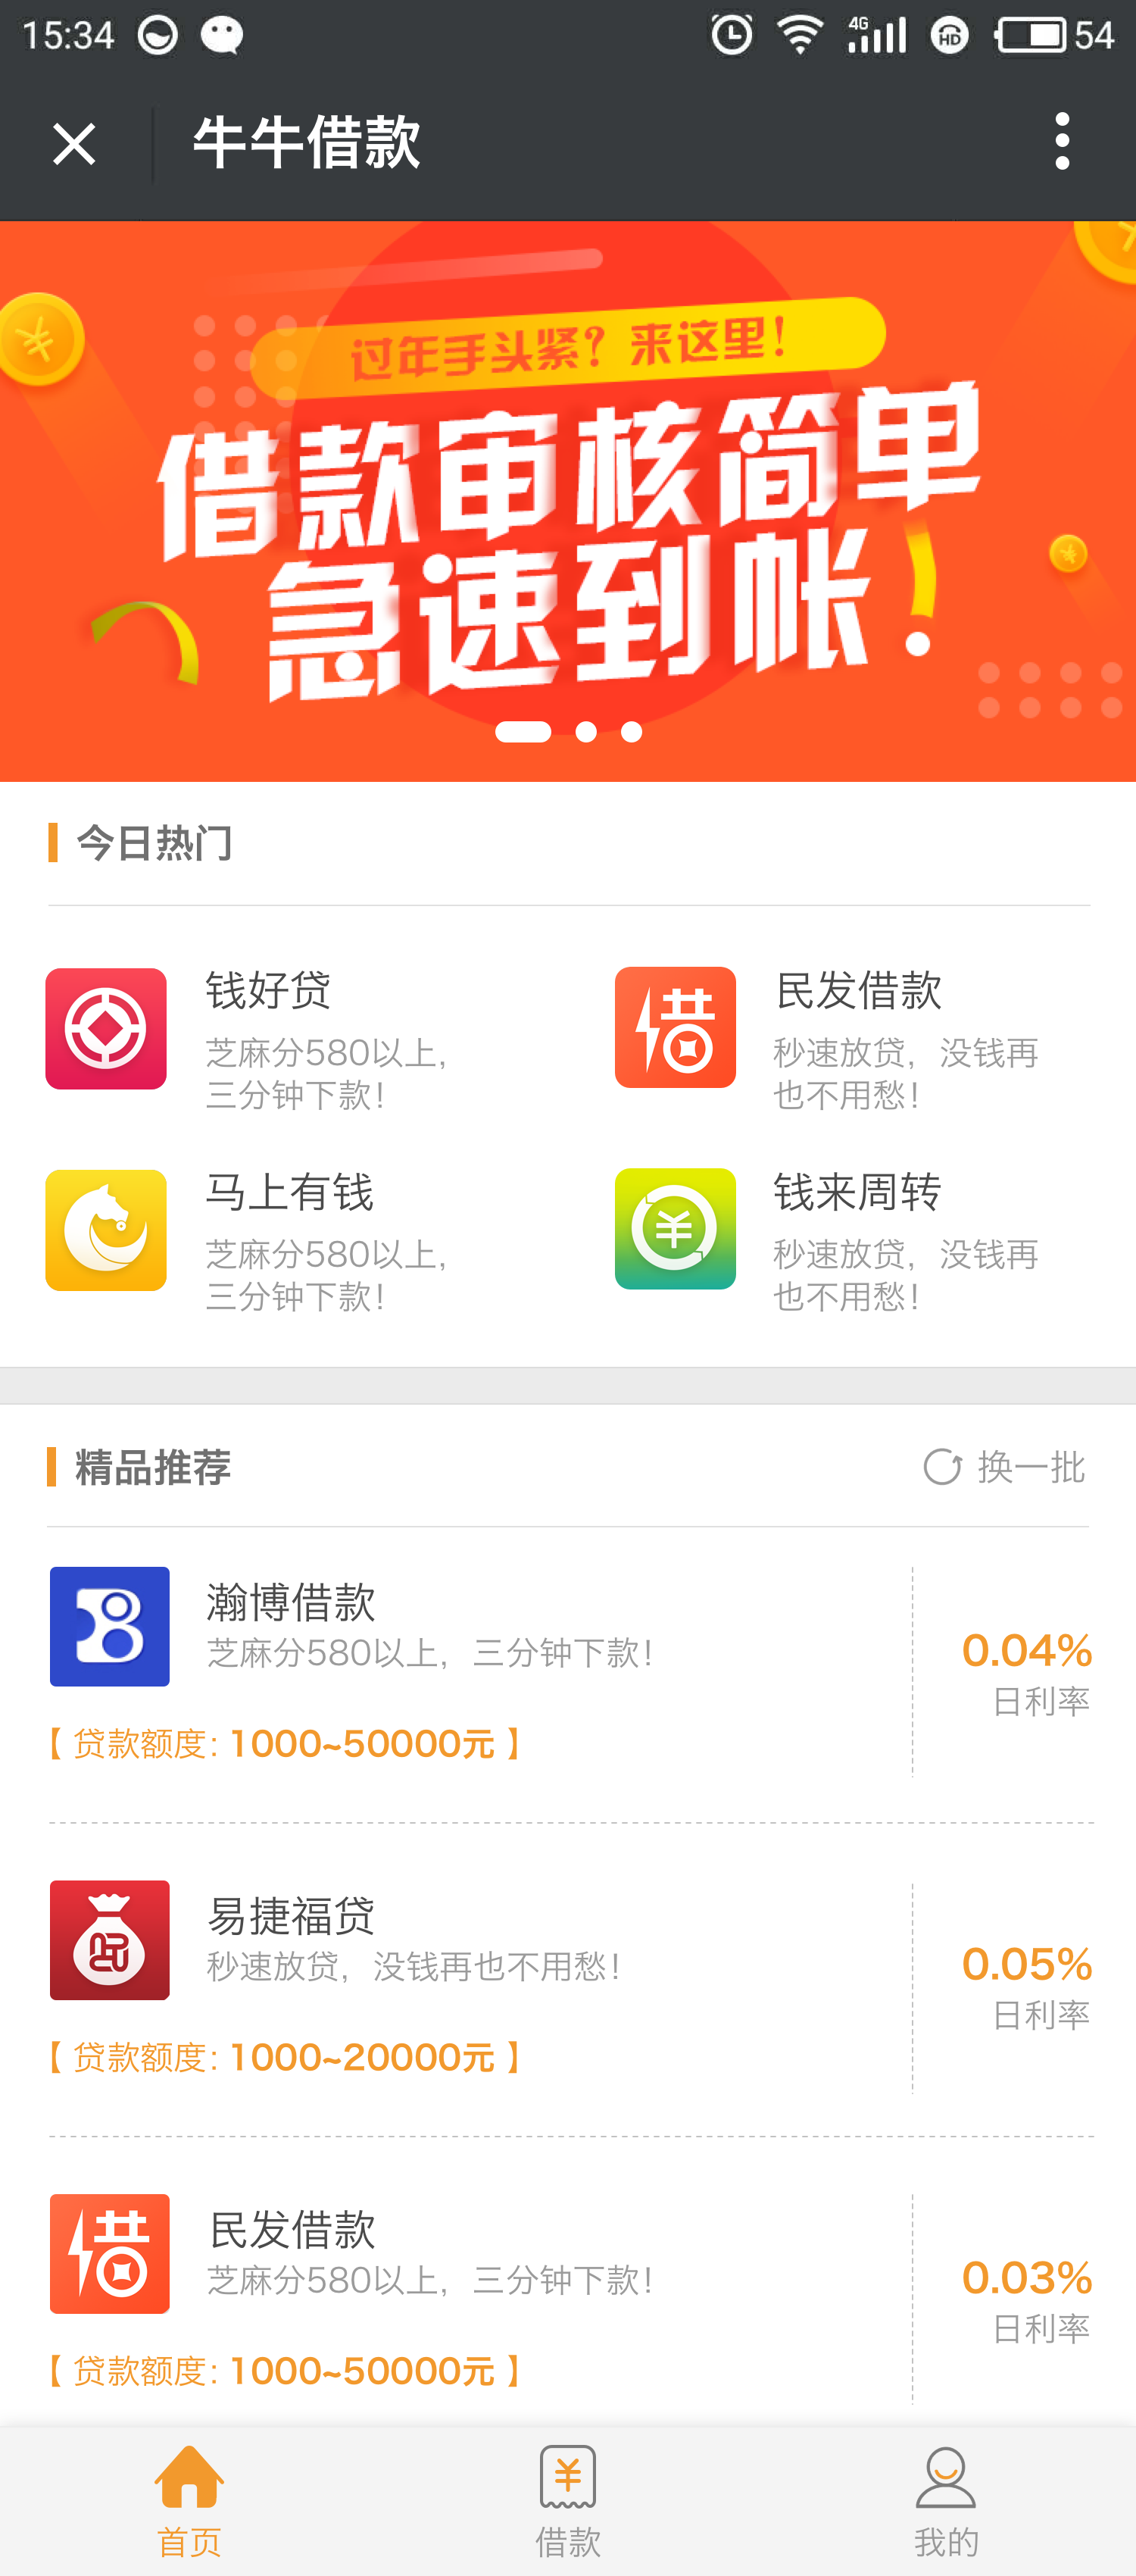 15:34
4G
HD
54
牛牛借款
过年手头紧？来这里！
借款审核简单
急速到帐！
今日热门
钱好贷
芝麻分580以上，
三分钟下款！
借
民发借款
秒速放贷，没钱再
也不用愁！
马上有钱
芝麻分580以上，
三分钟下款！
钱来周转
秒速放贷，没钱再
也不用愁！
精品推荐
换一批
瀚博借款
芝麻分580以上，三分钟下款！
【 贷款额度：1000~50000元 】
0.04%
日利率
易捷福贷
秒速放贷，没钱再也不用愁！
【 贷款额度：1000~20000元 】
0.05%
日利率
借
民发借款
芝麻分580以上，三分钟下款！
【 贷款额度：1000~50000元 】
0.03%
日利率
首页
借款
我的